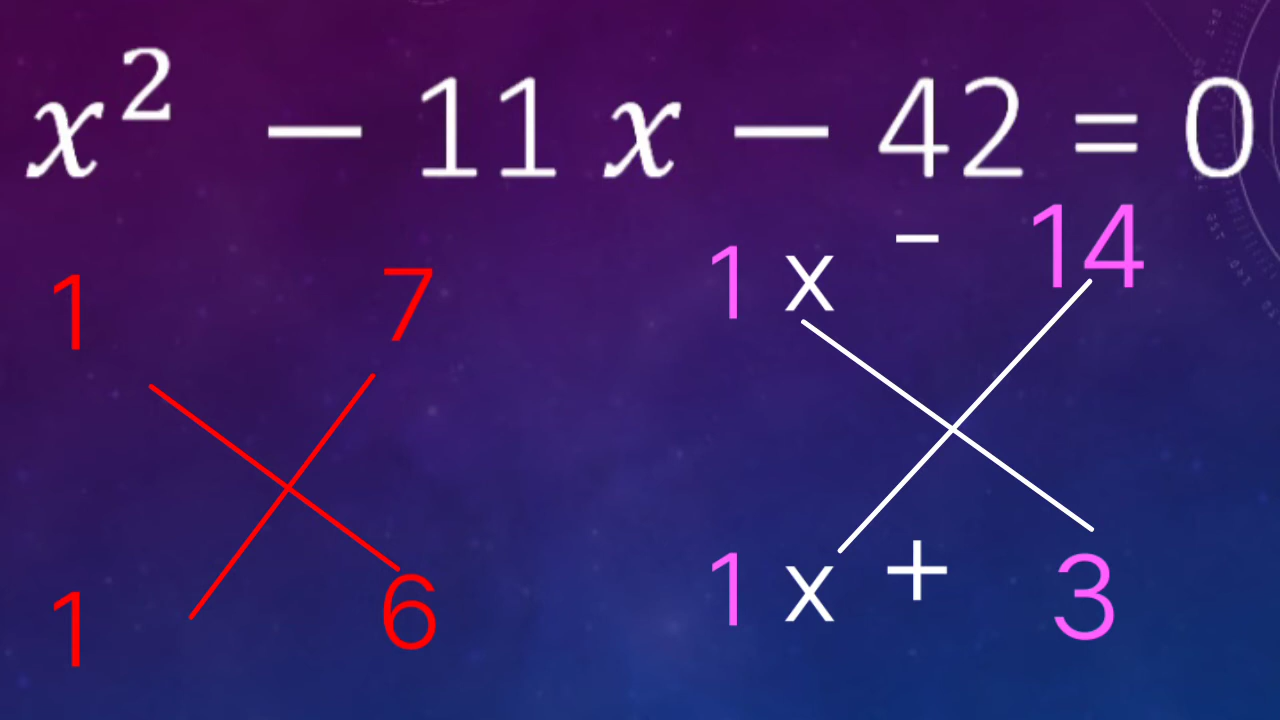 x² − 11 x − 42 = 0
1 7
1 x − 14
1 6
1 x + 3